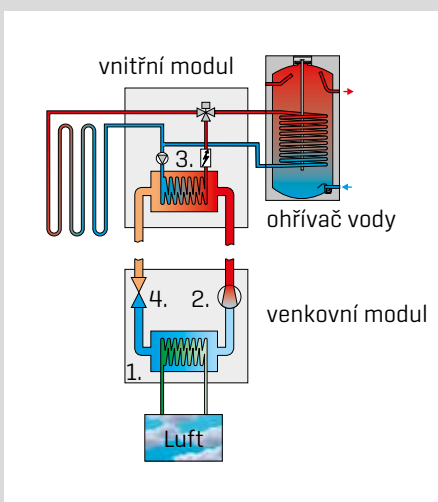 vnitřní modul
3.
ohřívač vody
4.
2.
venkovní modul
1.
Luft